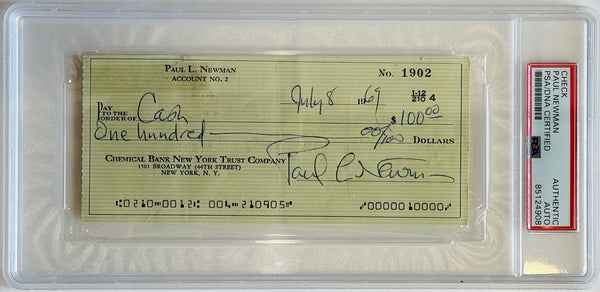 PAUL L. NEWMAN
ACCOUNT NO. 2
No. 1902
July 8 1969
1-12
210 4
PAY TO THE ORDER OF Cash $100.00
One hundred 00/100 DOLLARS
CHEMICAL BANK NEW YORK TRUST COMPANY
1501 BROADWAY (44TH STREET)
NEW YORK, N. Y.
Paul L Newman
⑆0210⑉0012⑆ 004⑉210905⑈ ⑈0000010000⑈
CHECK
PAUL NEWMAN
PSA/DNA CERTIFIED
PSA
AUTHENTIC
AUTO
85124908